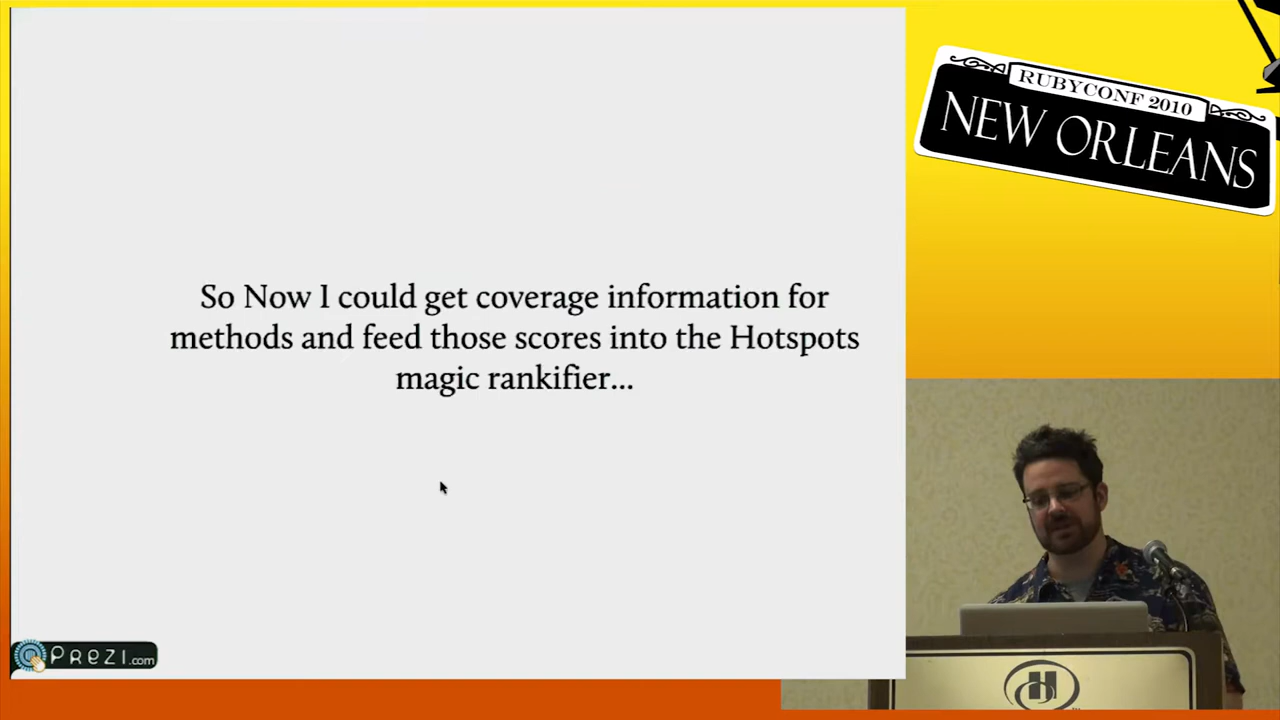 RUBYCONF 2010
NEW ORLEANS
So Now I could get coverage information for
methods and feed those scores into the Hotspots
magic rankifier...
PREZI.com
H